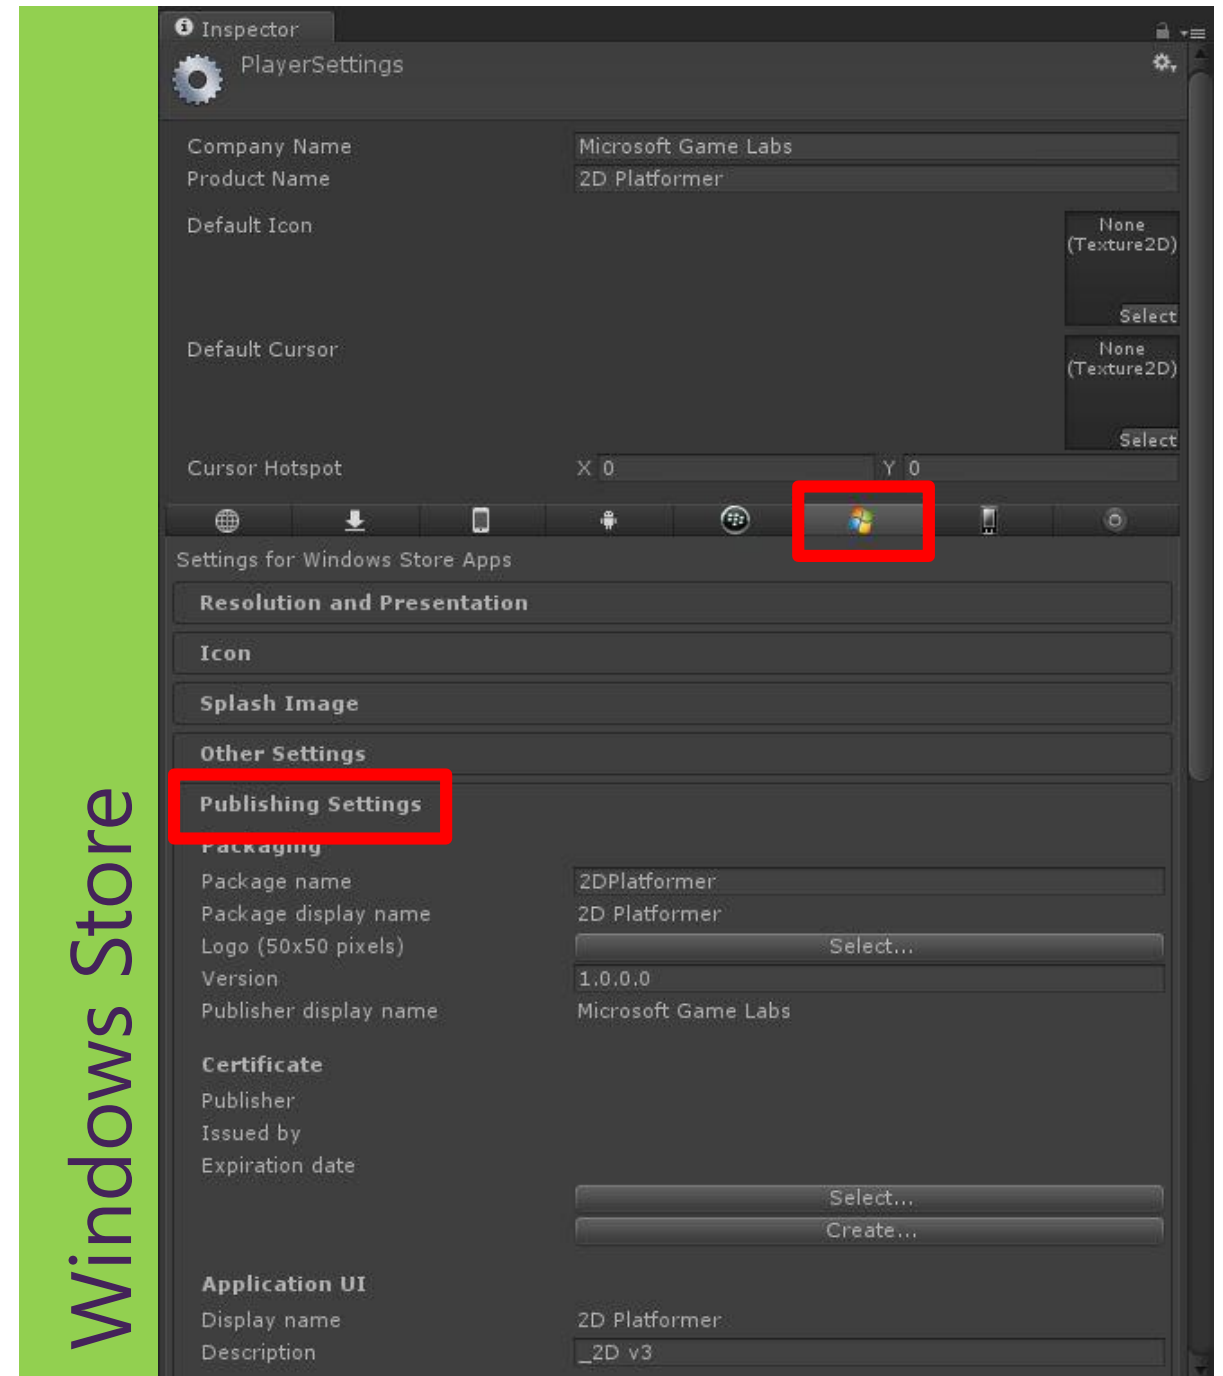 Windows Store
Inspector
PlayerSettings
Company Name Microsoft Game Labs
Product Name 2D Platformer
Default Icon None
(Texture2D)
Select
Default Cursor None
(Texture2D)
Select
Cursor Hotspot X 0 Y 0
Settings for Windows Store Apps
Resolution and Presentation
Icon
Splash Image
Other Settings
Publishing Settings
Packaging
Package name 2DPlatformer
Package display name 2D Platformer
Logo (50x50 pixels) Select...
Version 1.0.0.0
Publisher display name Microsoft Game Labs
Certificate
Publisher
Issued by
Expiration date
Select...
Create...
Application UI
Display name 2D Platformer
Description _2D v3